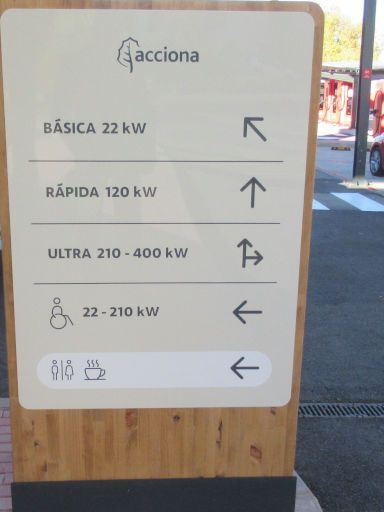 acciona
BÁSICA 22 kW
RÁPIDA 120 kW
ULTRA 210 - 400 kW
22 - 210 kW